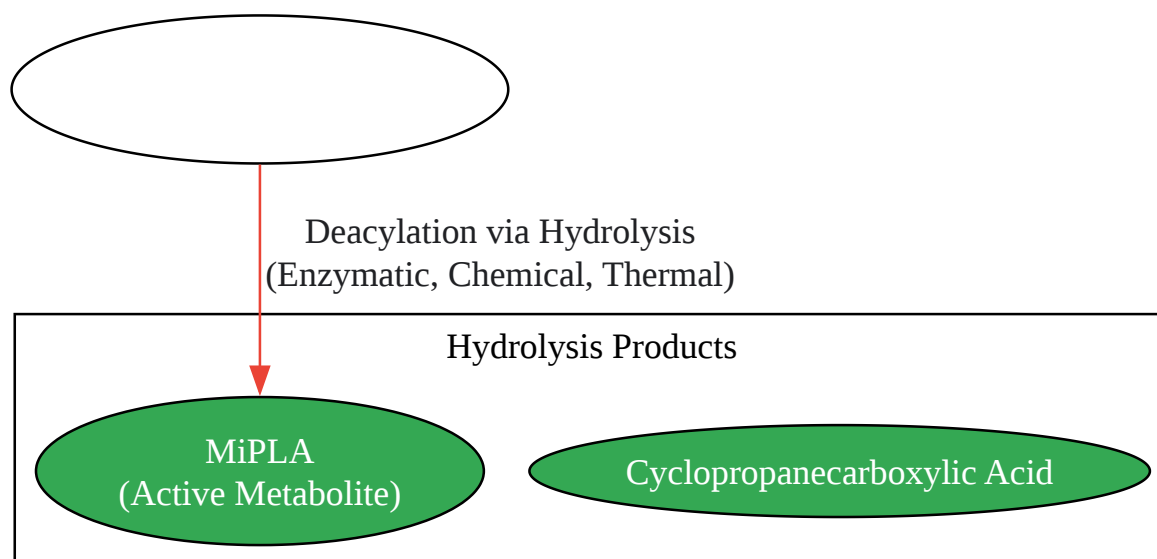 Deacylation via Hydrolysis
(Enzymatic, Chemical, Thermal)
Hydrolysis Products
MiPLA
(Active Metabolite)
Cyclopropanecarboxylic Acid